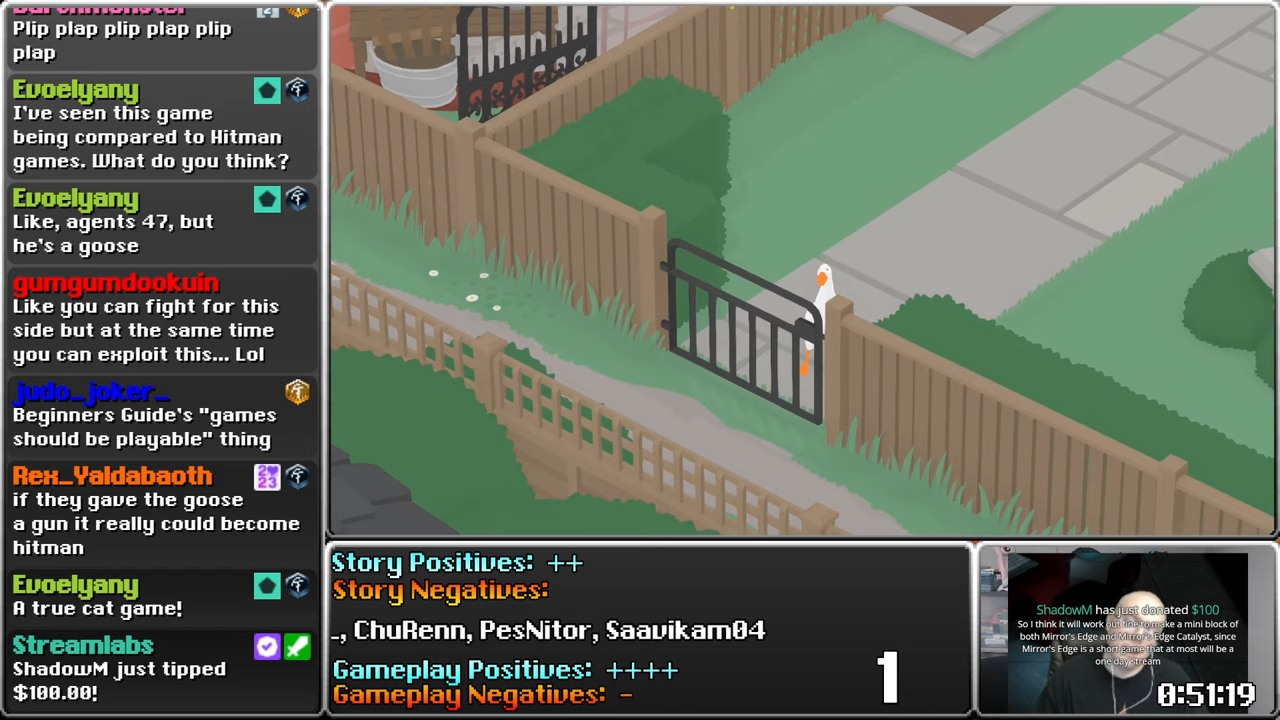 Plip plap plip plap plip
plap
Evoelyany
I've seen this game
being compared to Hitman
games. What do you think?
Evoelyany
Like, agents 47, but
he's a goose
gumgumdookuin
Like you can fight for this
side but at the same time
you can exploit this... Lol
judo_joker_
Beginners Guide's "games
should be playable" thing
Rex_Yaldabaoth
if they gave the goose
a gun it really could become
hitman
Evoelyany
A true cat game!
Streamlabs
ShadowM just tipped
$100.00!
Story Positives: ++
Story Negatives:
_, ChuRenn, PesNitor, Saavikam04
Gameplay Positives: ++++
Gameplay Negatives: -
1
ShadowM has just donated $100
So I think it will work out fine to make a mini block of
both Mirror's Edge and Mirror's Edge Catalyst, since
Mirror's Edge is a short game that at most will be a
one day stream
0:51:19